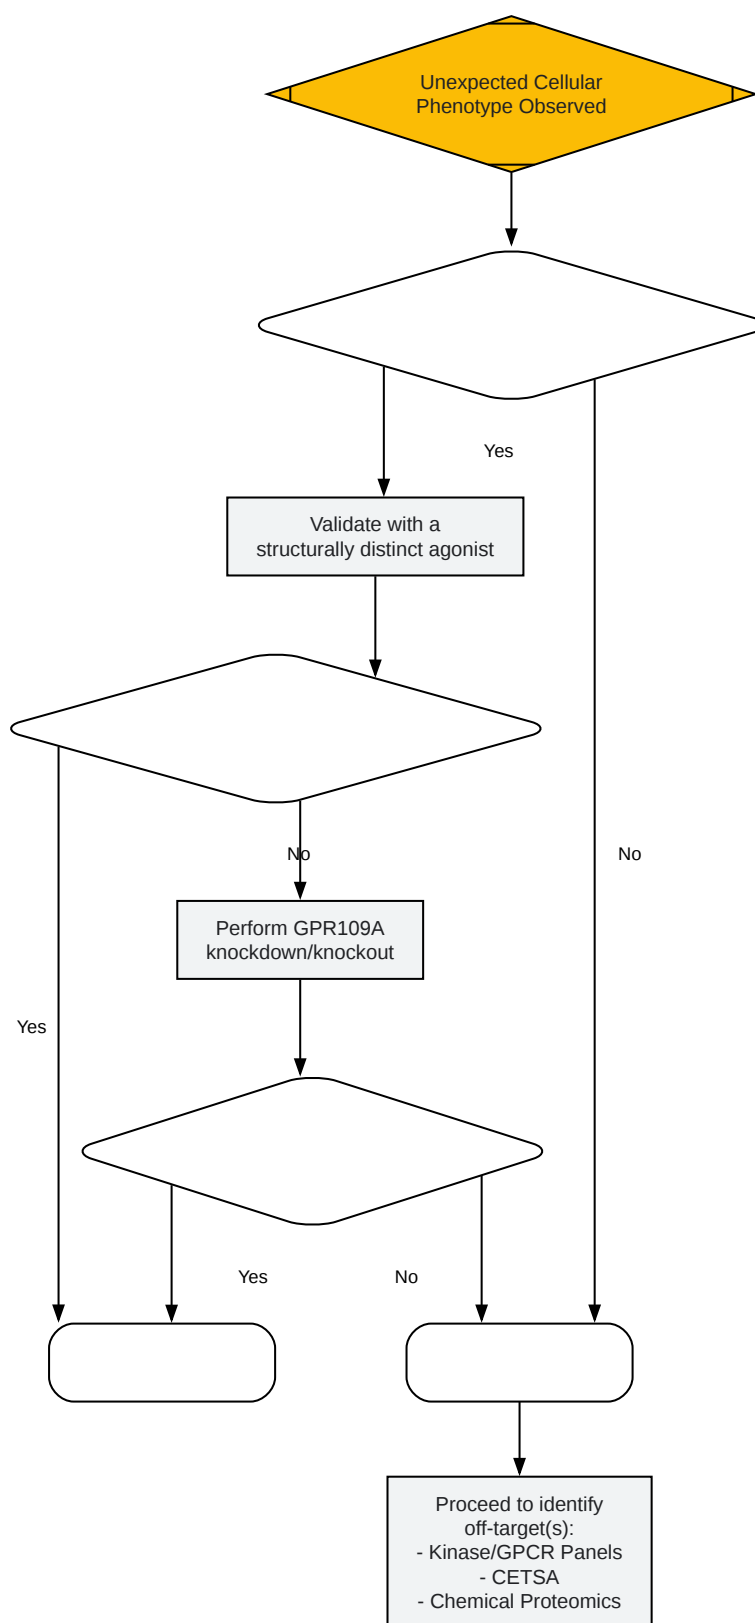 Unexpected Cellular
Phenotype Observed
Yes
Validate with a
structurally distinct agonist
No
No
Perform GPR109A
knockdown/knockout
Yes
Yes
No
Proceed to identify
off-target(s):
- Kinase/GPCR Panels
- CETSA
- Chemical Proteomics